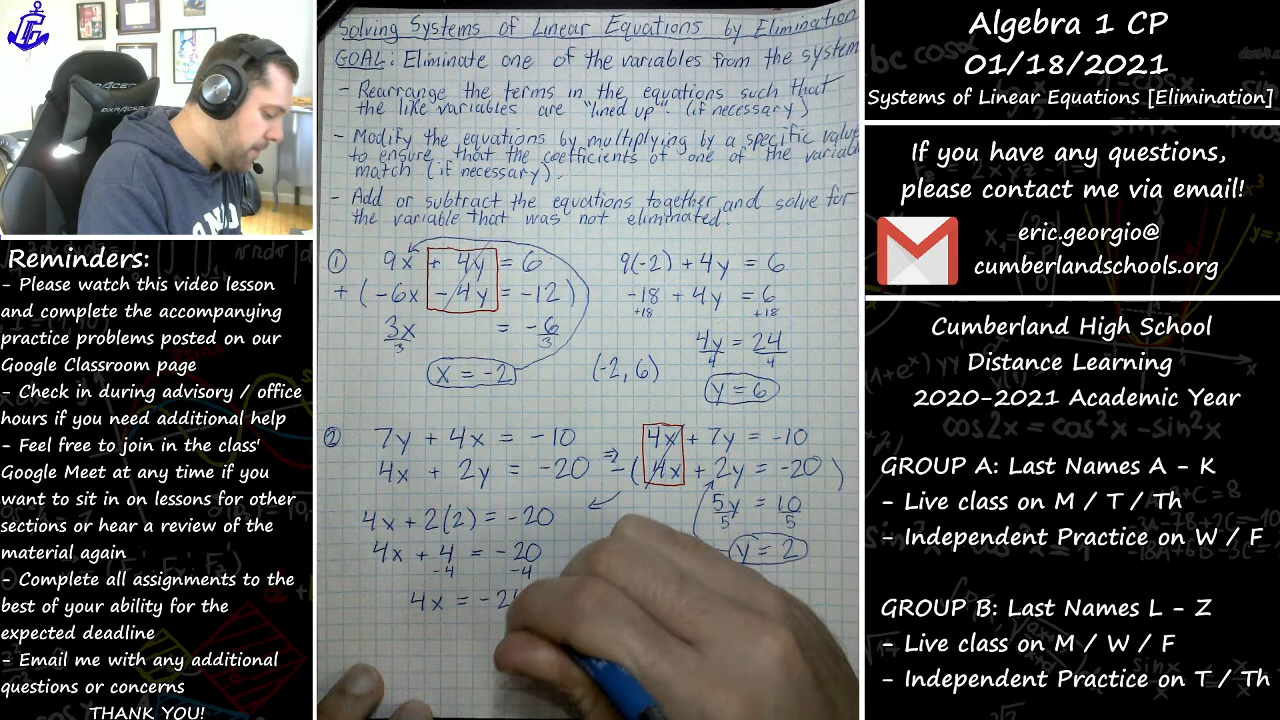 Solving Systems of Linear Equations by Elimination
GOAL: Eliminate one of the variables from the system
- Rearrange the terms in the equations such that
the like variables are "lined up". (if necessary)
- Modify the equations by multiplying by a specific value
to ensure that the coefficients of one of the variable
match (if necessary).
- Add or subtract the equations together and solve for
the variable that was not eliminated.
① 9x + 4y = 6
+ (-6x - 4y = -12)
3x = -6
3 3
x = -2
9(-2) + 4y = 6
-18 + 4y = 6
+18 +18
4y = 24
4 4
y = 6
(-2, 6)
② 7y + 4x = -10
4x + 2y = -20
⇒ 4x + 7y = -10
- (4x + 2y = -20)
5y = 10
5 5
y = 2
4x + 2(2) = -20
4x + 4 = -20
-4 -4
4x = -24
Reminders:
- Please watch this video lesson
and complete the accompanying
practice problems posted on our
Google Classroom page
- Check in during advisory / office
hours if you need additional help
- Feel free to join in the class'
Google Meet at any time if you
want to sit in on lessons for other
sections or hear a review of the
material again
- Complete all assignments to the
best of your ability for the
expected deadline
- Email me with any additional
questions or concerns
THANK YOU!
Algebra 1 CP
01/18/2021
Systems of Linear Equations [Elimination]
If you have any questions,
please contact me via email!
eric.georgio@
cumberlandschools.org
Cumberland High School
Distance Learning
2020-2021 Academic Year
GROUP A: Last Names A - K
- Live class on M / T / Th
- Independent Practice on W / F
GROUP B: Last Names L - Z
- Live class on M / W / F
- Independent Practice on T / Th